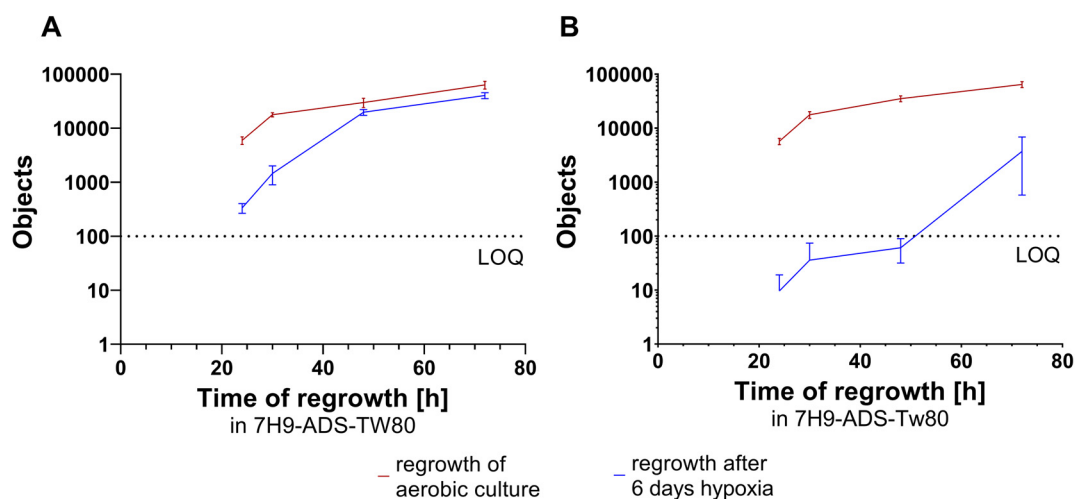 A
B
100000
10000
1000
100
10
1
Objects
LOQ
0 20 40 60 80
Time of regrowth [h]
in 7H9-ADS-TW80
100000
10000
1000
100
10
1
Objects
LOQ
0 20 40 60 80
Time of regrowth [h]
in 7H9-ADS-Tw80
regrowth of
aerobic culture
regrowth after
6 days hypoxia